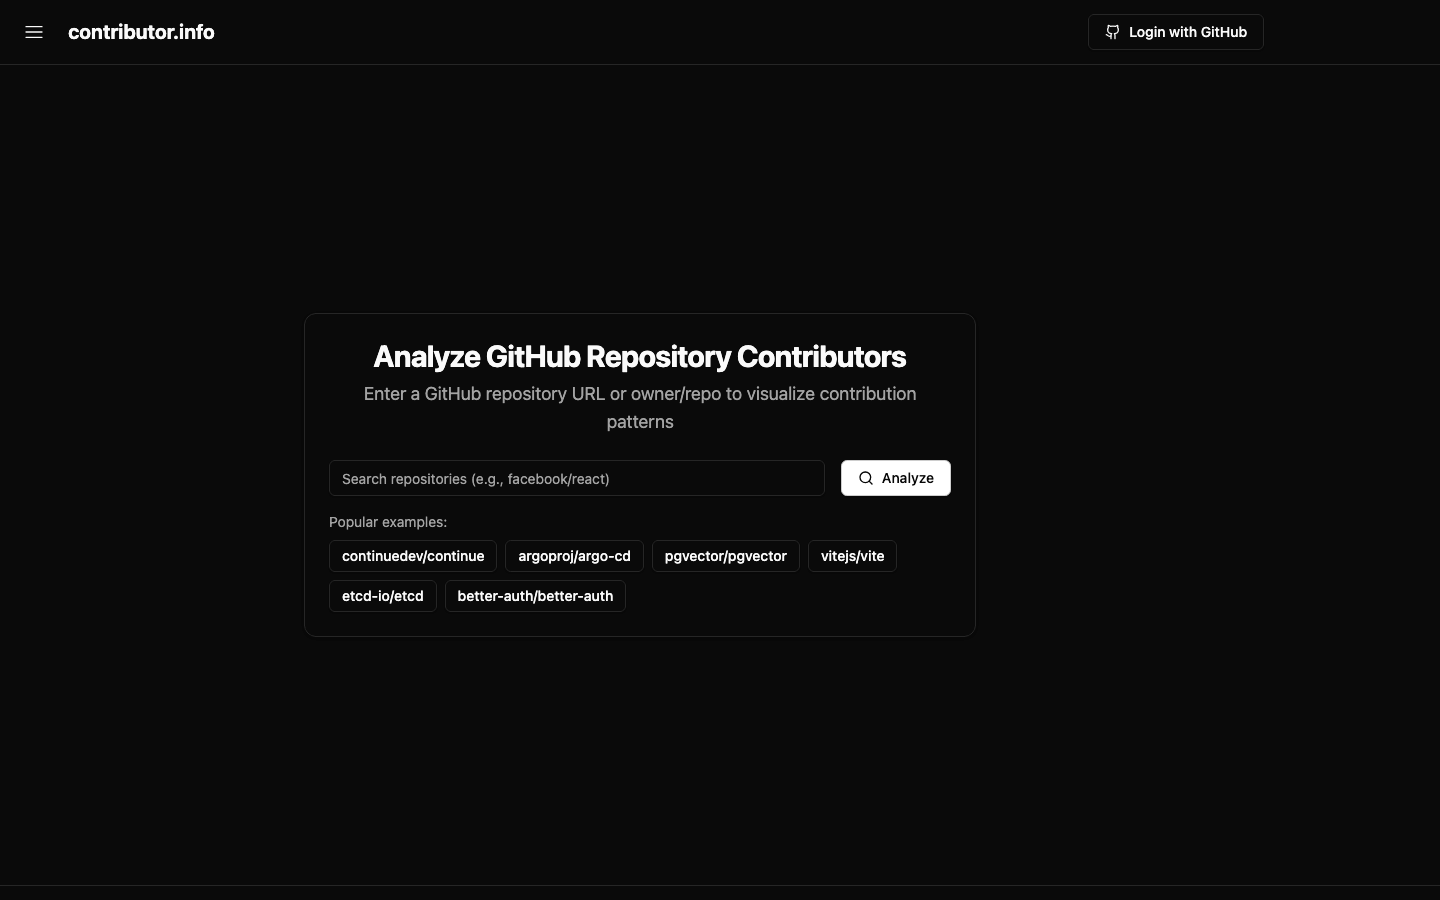 contributor.info
Login with GitHub
Analyze GitHub Repository Contributors
Enter a GitHub repository URL or owner/repo to visualize contribution
patterns
Search repositories (e.g., facebook/react)
Analyze
Popular examples:
continuedev/continue
argoproj/argo-cd
pgvector/pgvector
vitejs/vite
etcd-io/etcd
better-auth/better-auth